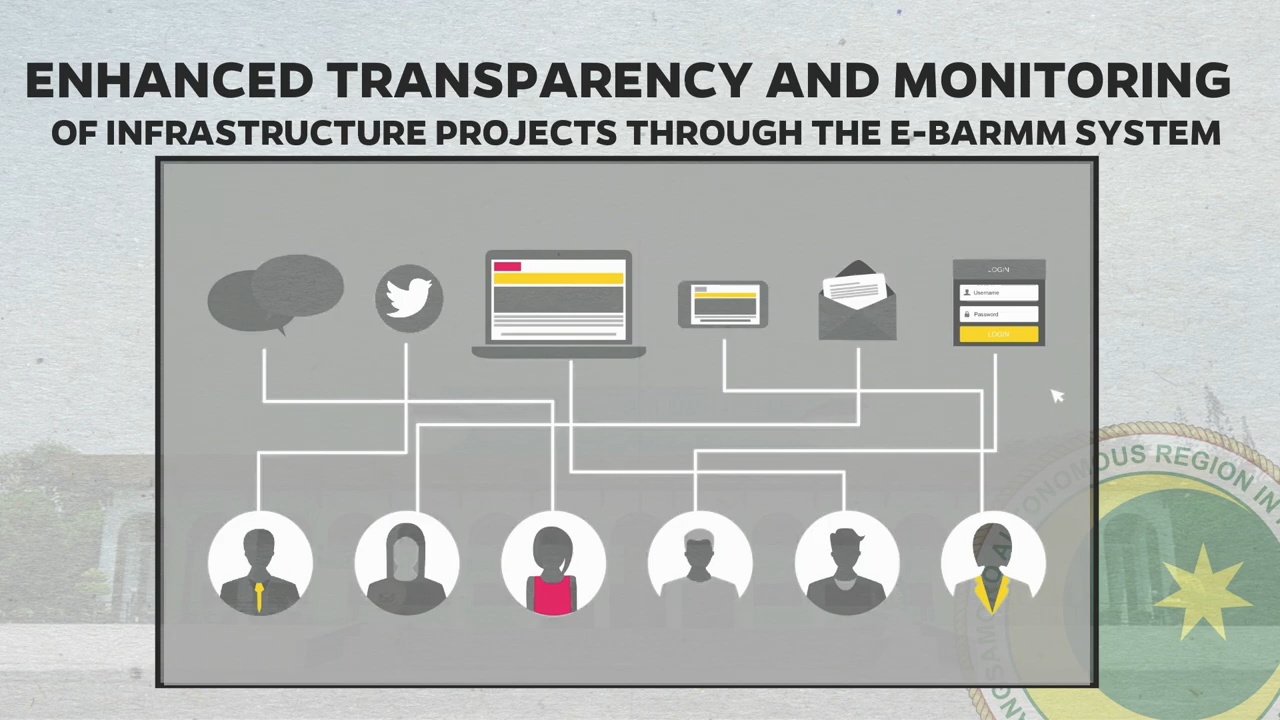 ENHANCED TRANSPARENCY AND MONITORING
OF INFRASTRUCTURE PROJECTS THROUGH THE E-BARMM SYSTEM
LOGIN
Username
Password
LOGIN
OUS REGION IN